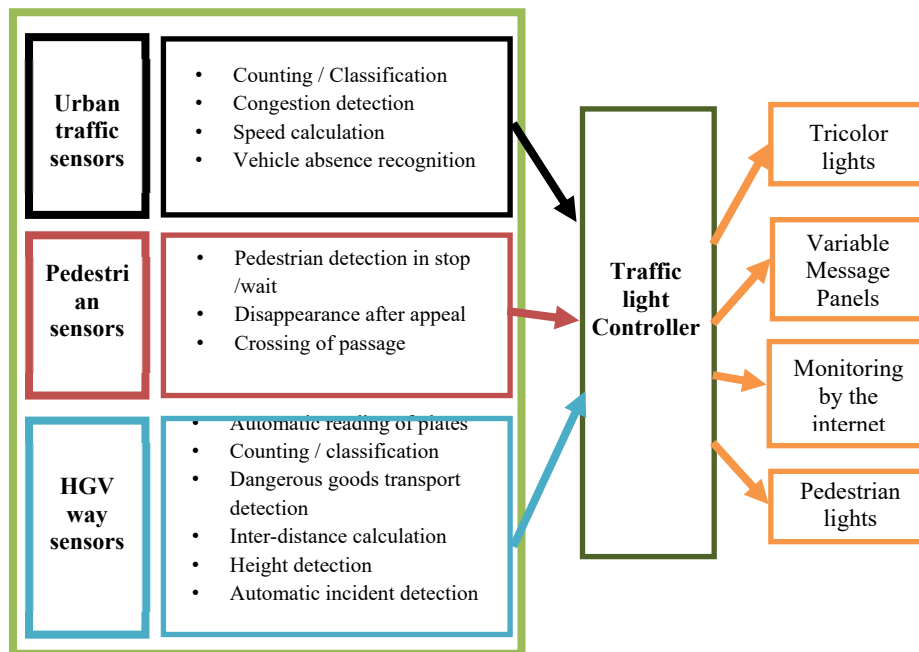 Urban
traffic
sensors
• Counting / Classification
• Congestion detection
• Speed calculation
• Vehicle absence recognition
Pedestri
an
sensors
• Pedestrian detection in stop
/wait
• Disappearance after appeal
• Crossing of passage
HGV
way
sensors
• Automatic reading of plates
• Counting / classification
• Dangerous goods transport
detection
• Inter-distance calculation
• Height detection
• Automatic incident detection
Traffic
light
Controller
Tricolor
lights
Variable
Message
Panels
Monitoring
by the
internet
Pedestrian
lights